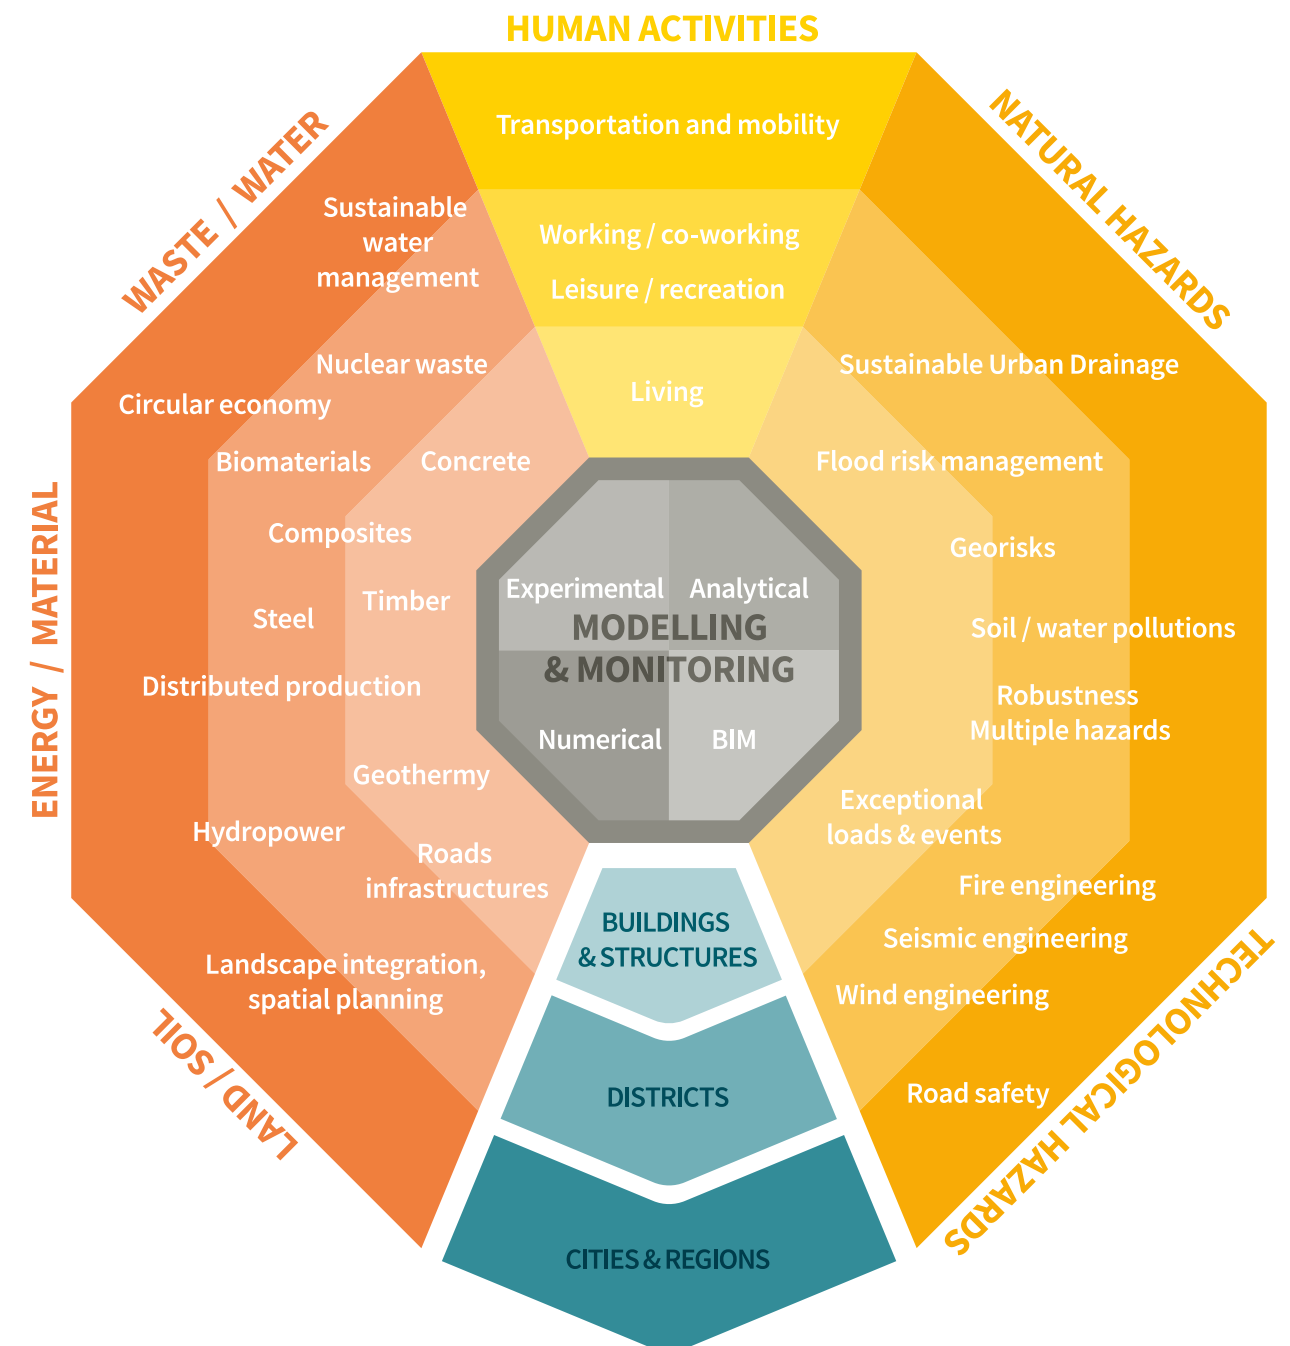 HUMAN ACTIVITIES
Transportation and mobility
Working / co-working
Leisure / recreation
Living
WASTE / WATER
Sustainable
water
management
Nuclear waste
Circular economy
Biomaterials
Concrete
ENERGY / MATERIAL
Composites
Timber
Steel
Distributed production
Geothermy
Hydropower
Roads
infrastructures
LAND / SOIL
Landscape integration,
spatial planning
NATURAL HAZARDS
Sustainable Urban Drainage
Flood risk management
Georisks
Soil / water pollutions
Robustness
Multiple hazards
Exceptional
loads & events
Fire engineering
Seismic engineering
Wind engineering
Road safety
TECHNOLOGICAL HAZARDS
Experimental
Analytical
MODELLING
& MONITORING
Numerical
BIM
BUILDINGS
& STRUCTURES
DISTRICTS
CITIES & REGIONS